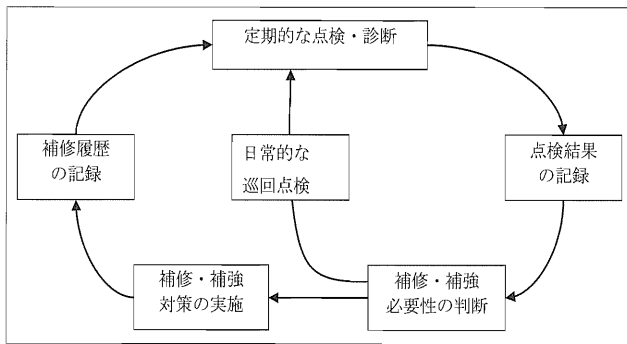 定期的な点検・診断
補修履歴
の記録
日常的な
巡回点検
点検結果
の記録
補修・補強
対策の実施
補修・補強
必要性の判断